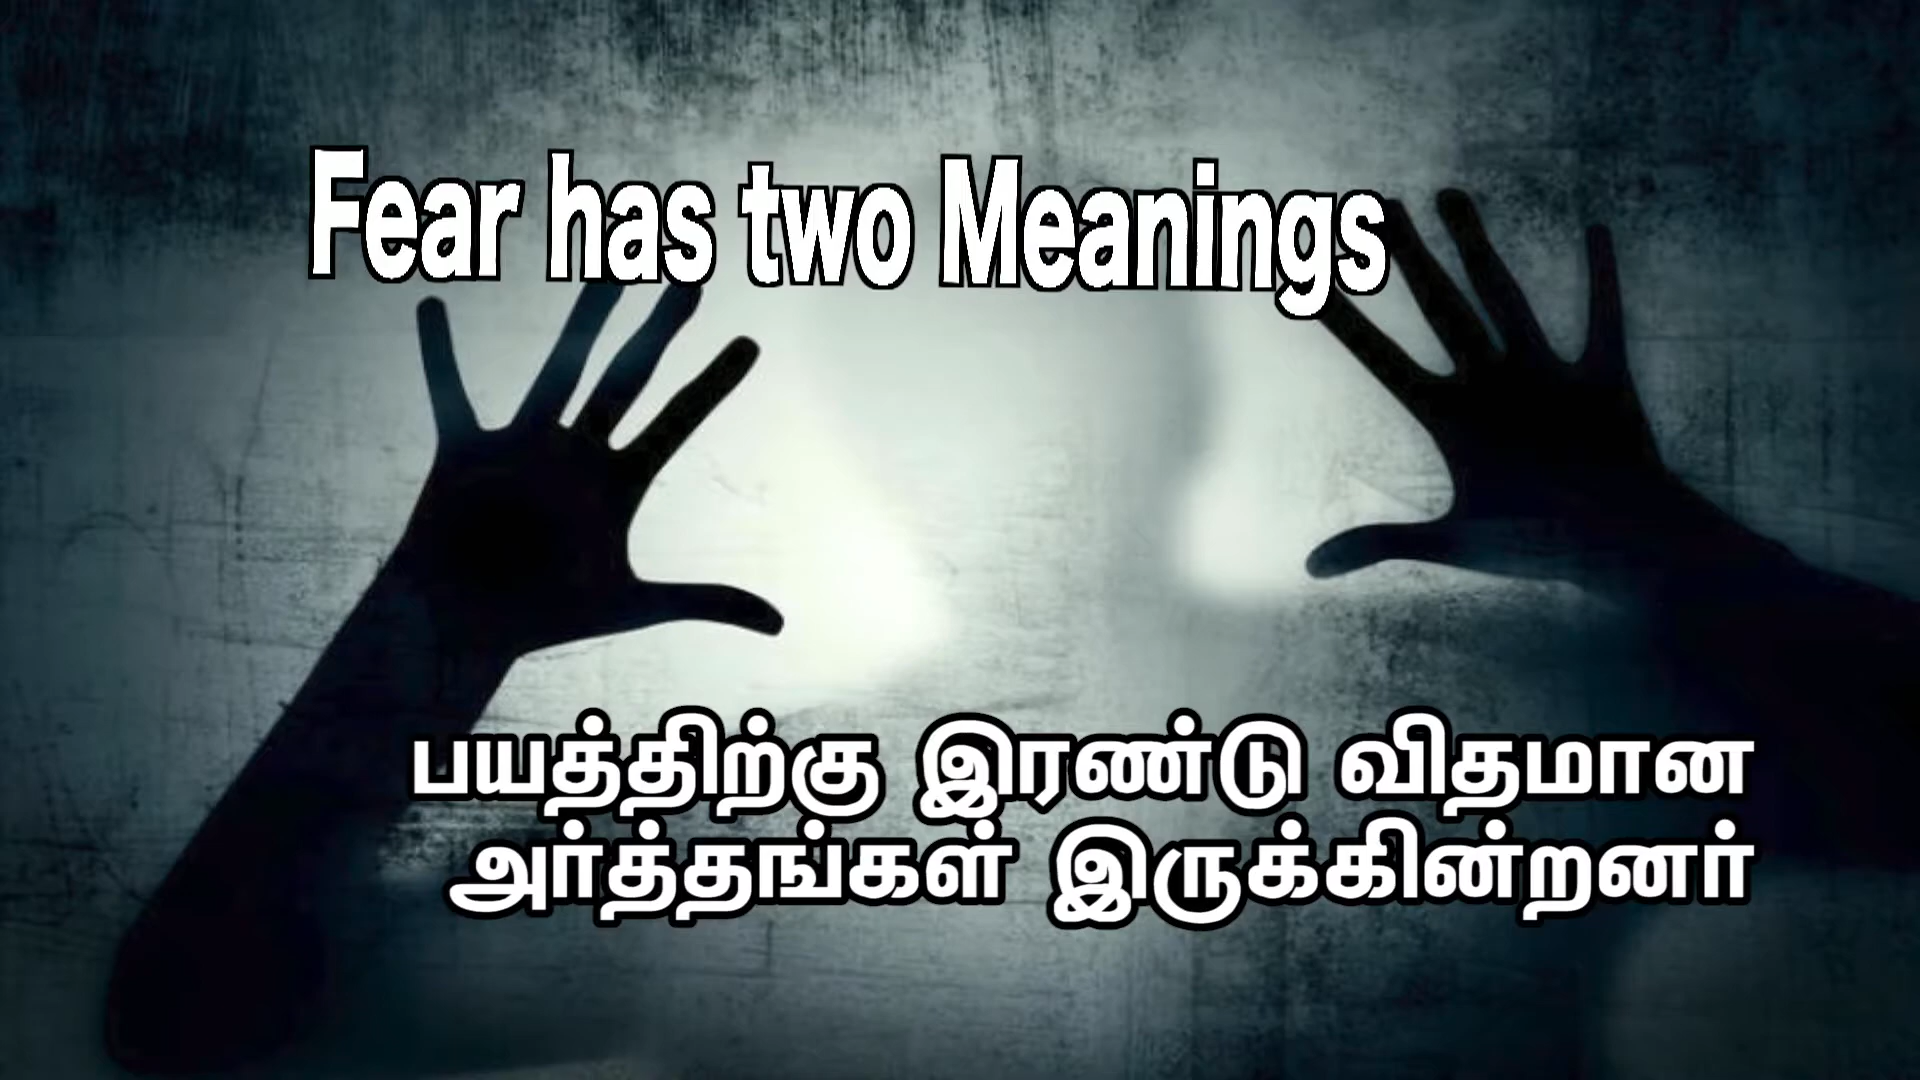 Fear has two Meanings
பயத்திற்கு இரண்டு விதமான
அர்த்தங்கள் இருக்கின்றனர்